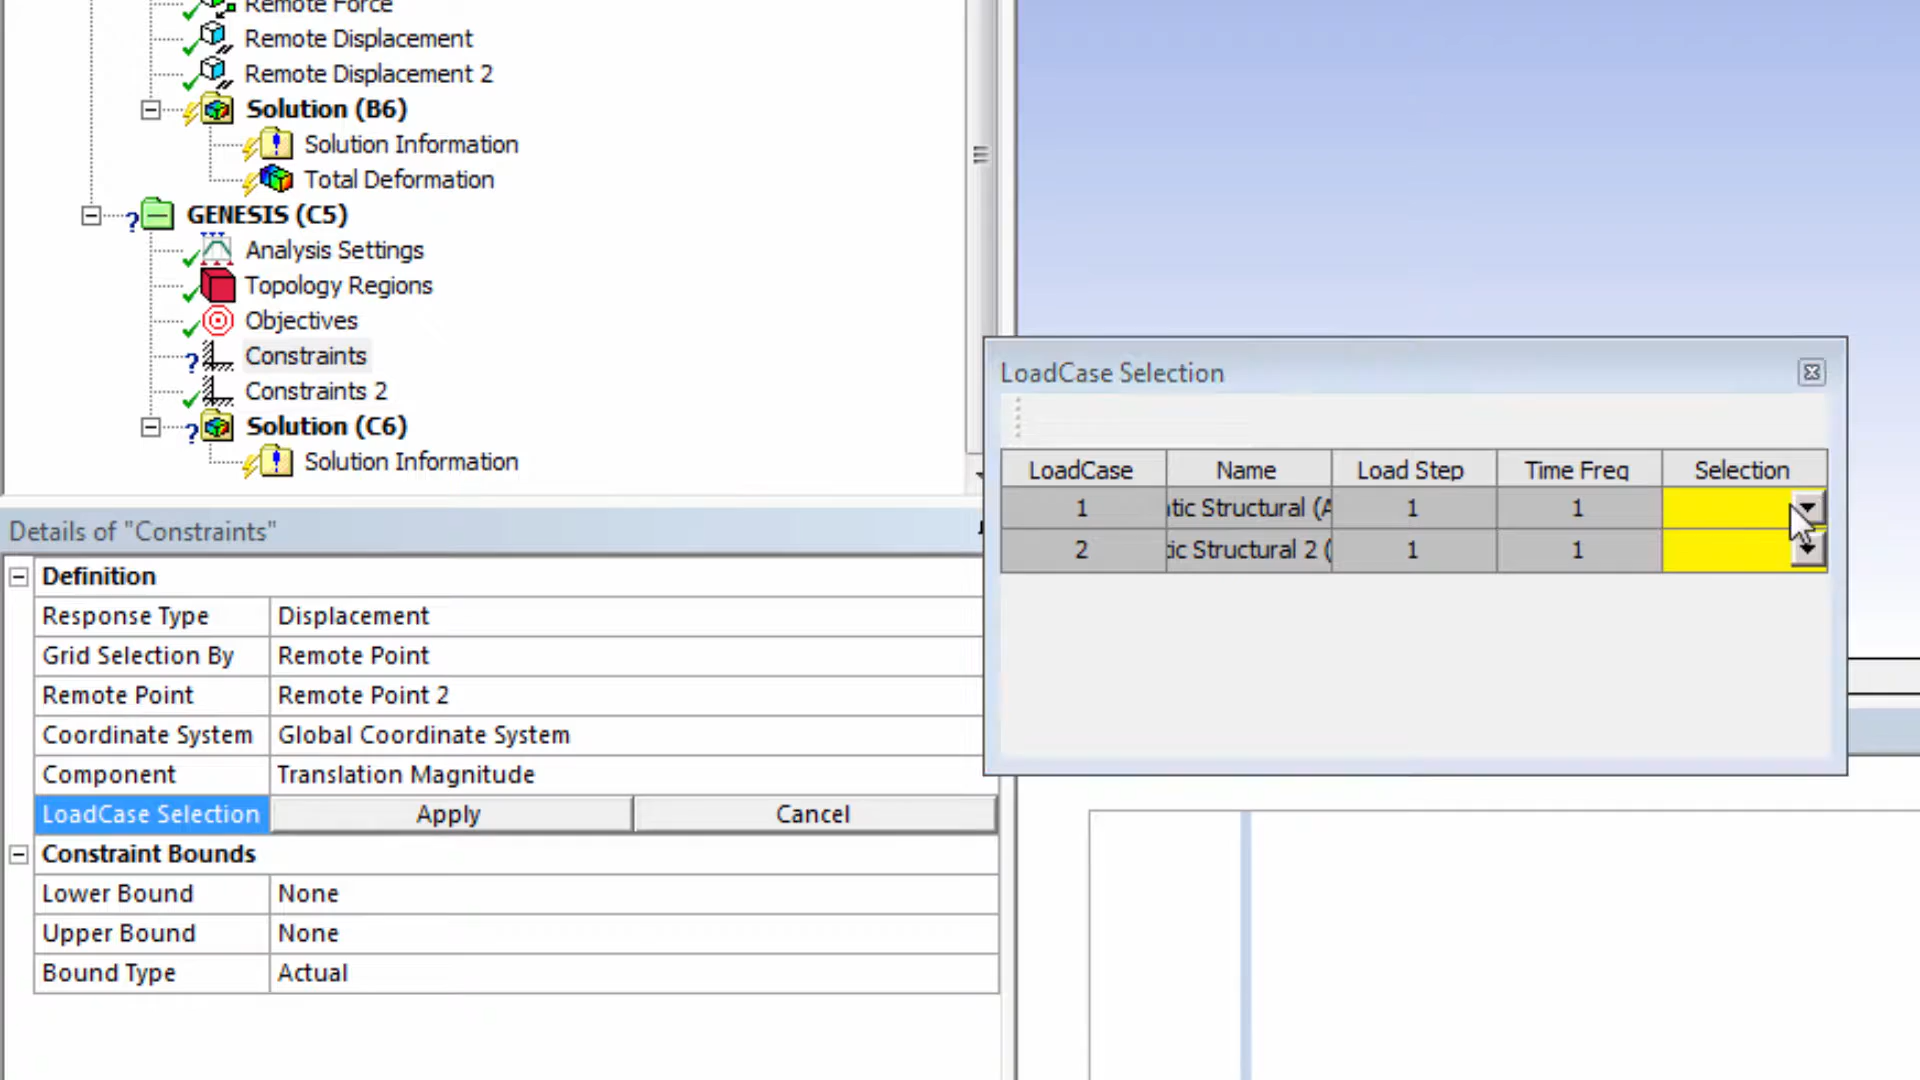 Remote Force
Remote Displacement
Remote Displacement 2
Solution (B6)
Solution Information
Total Deformation
GENESIS (C5)
Analysis Settings
Topology Regions
Objectives
Constraints
Constraints 2
Solution (C6)
Solution Information
Details of "Constraints"
Definition
Response Type Displacement
Grid Selection By Remote Point
Remote Point Remote Point 2
Coordinate System Global Coordinate System
Component Translation Magnitude
LoadCase Selection Apply Cancel
Constraint Bounds
Lower Bound None
Upper Bound None
Bound Type Actual
LoadCase Selection
LoadCase Name Load Step Time Freq Selection
1 tic Structural (A 1 1
2 ic Structural 2 ( 1 1